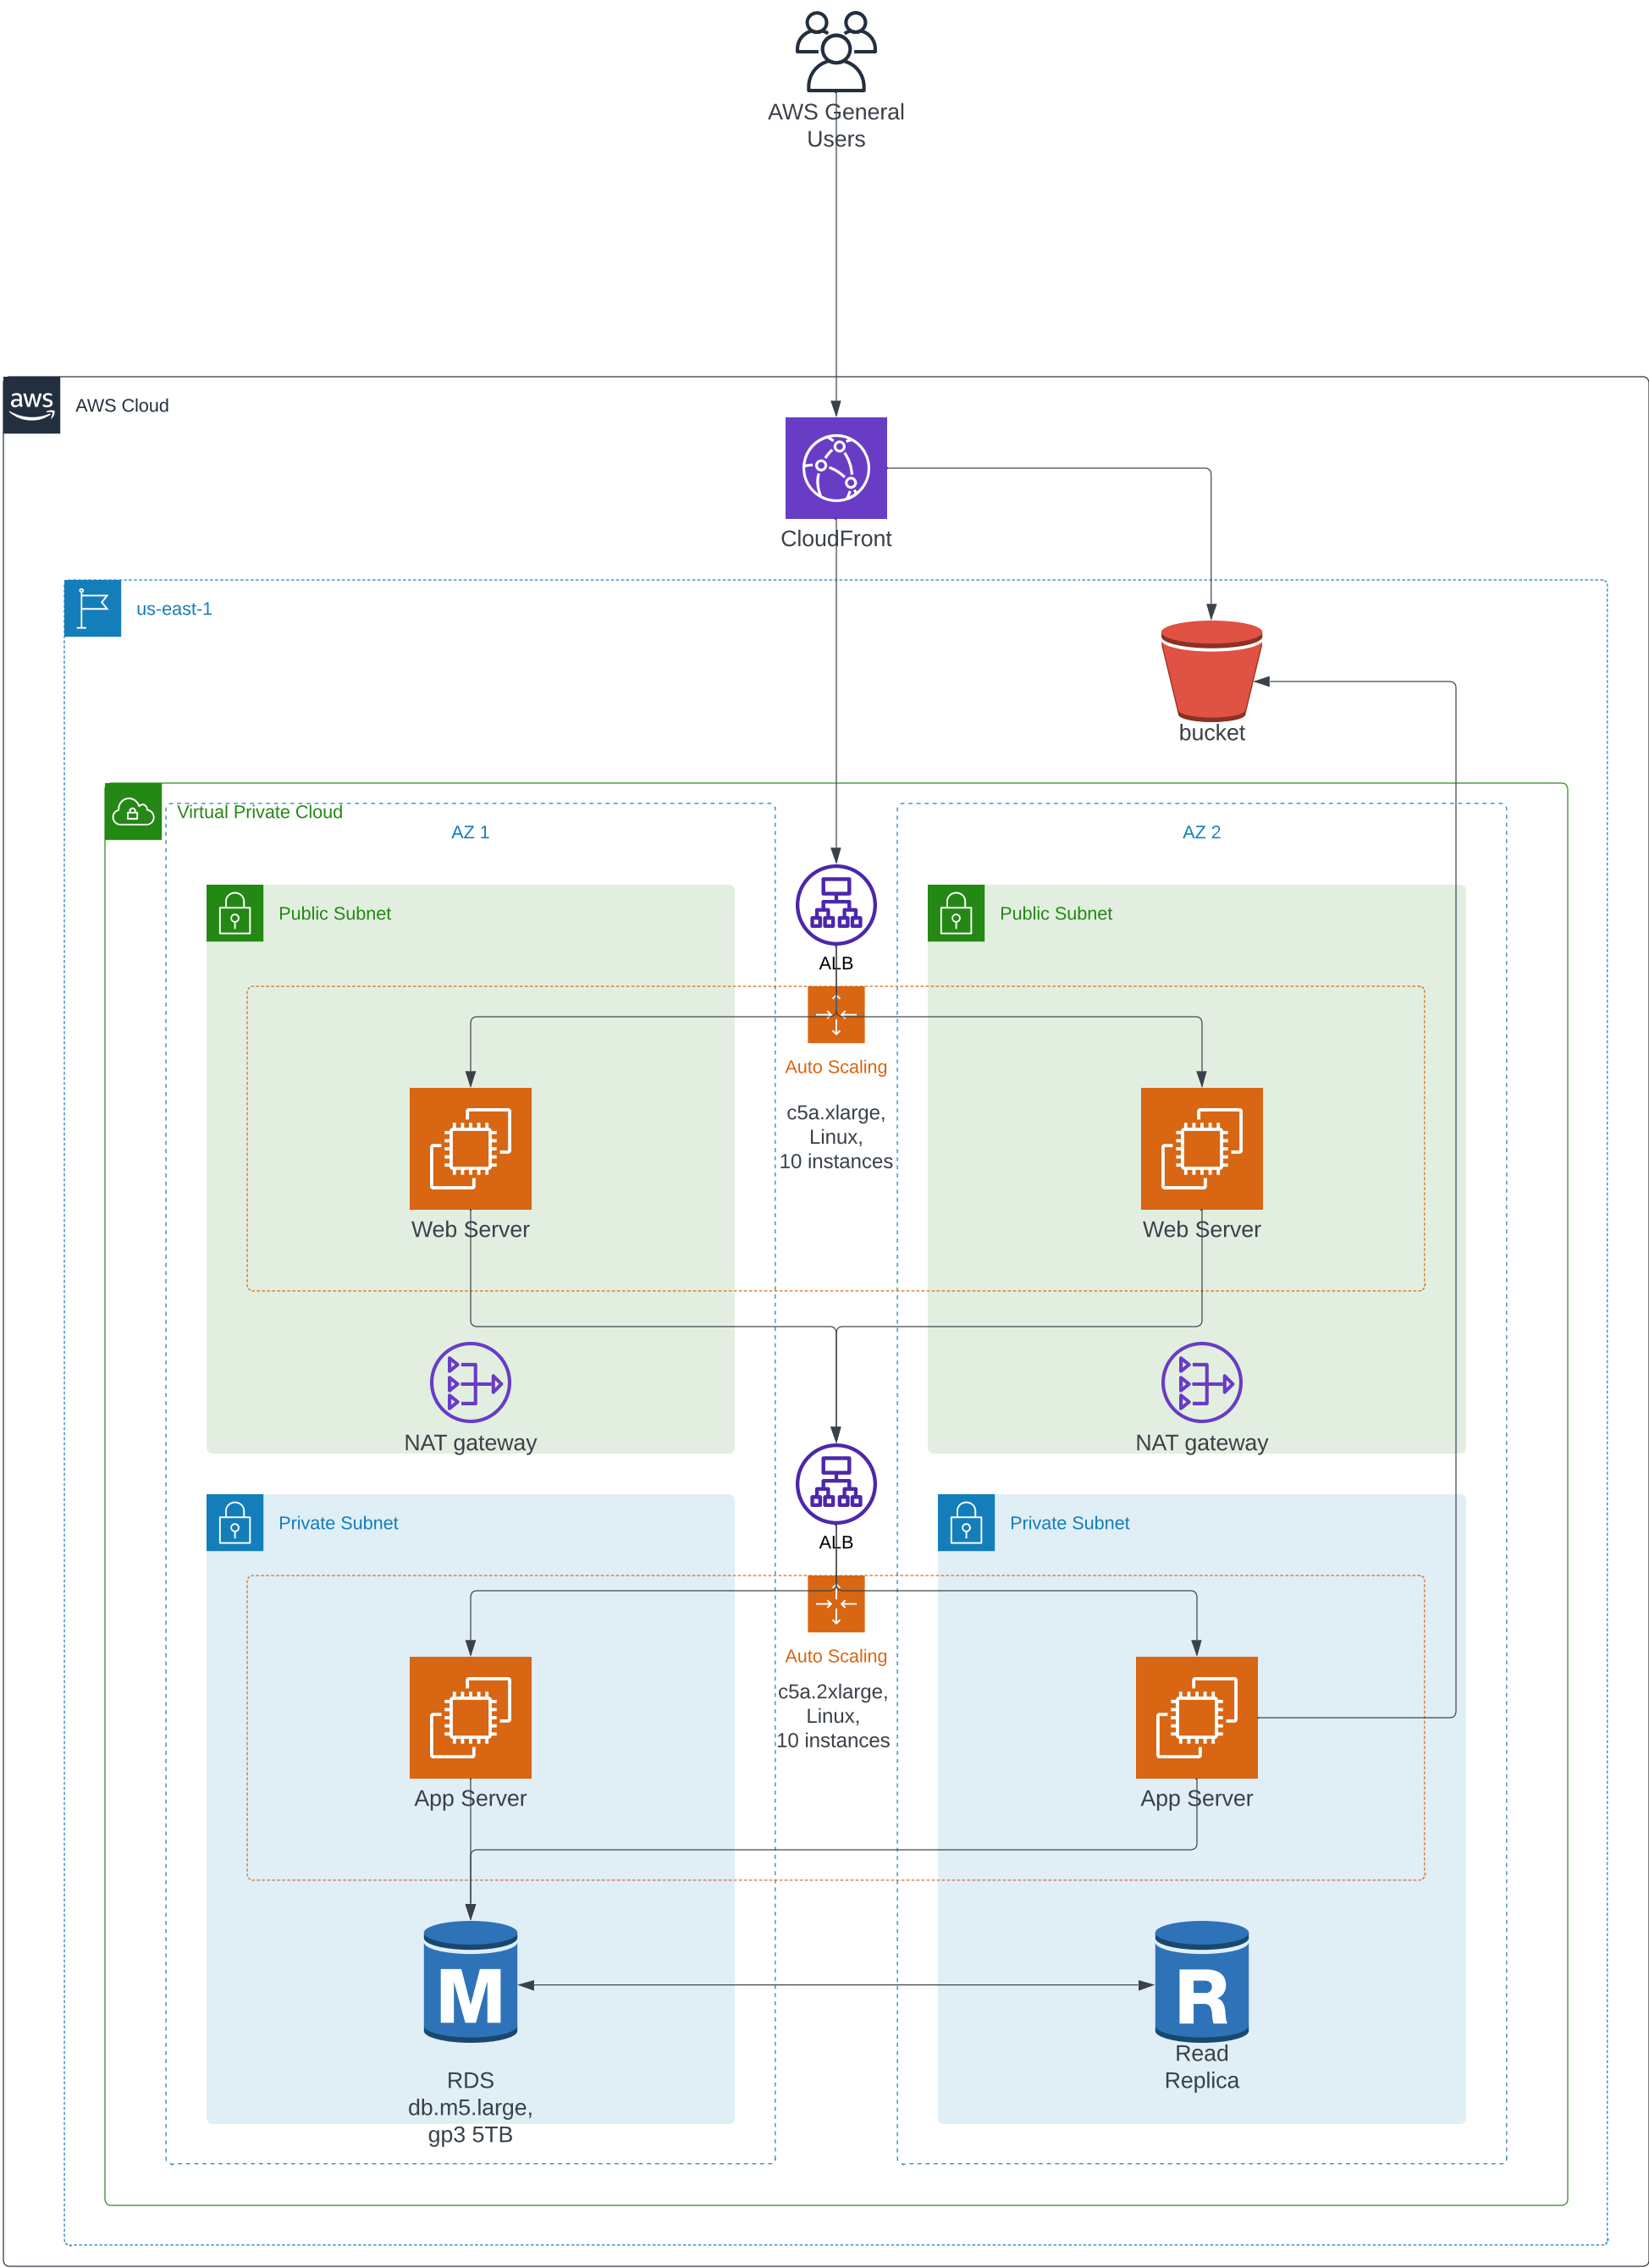 AWS General
Users
aws
AWS Cloud
CloudFront
us-east-1
bucket
Virtual Private Cloud
AZ 1
AZ 2
Public Subnet
Public Subnet
ALB
Auto Scaling
c5a.xlarge,
Linux,
10 instances
Web Server
Web Server
NAT gateway
NAT gateway
Private Subnet
Private Subnet
ALB
Auto Scaling
c5a.2xlarge,
Linux,
10 instances
App Server
App Server
M
R
RDS
db.m5.large,
gp3 5TB
Read
Replica